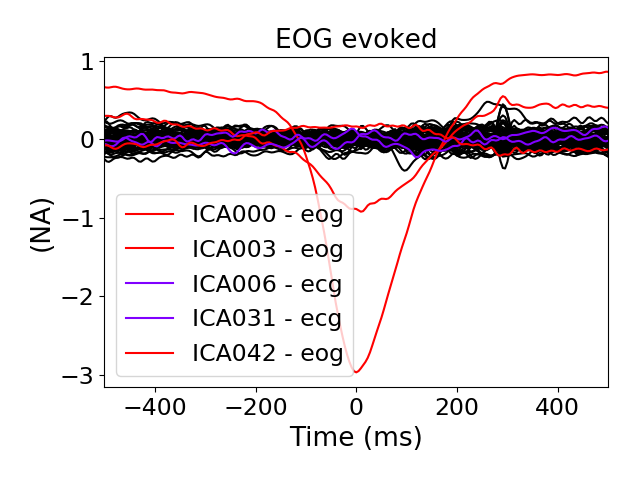 EOG evoked
1
0
−1
−2
−3
(NA)
ICA000 - eog
ICA003 - eog
ICA006 - ecg
ICA031 - ecg
ICA042 - eog
−400
−200
0
200
400
Time (ms)